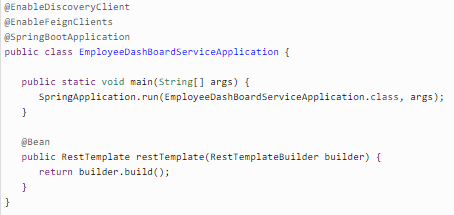 @EnableDiscoveryClient
@EnableFeignClients
@SpringBootApplication
public class EmployeeDashBoardServiceApplication {
public static void main(String[] args) {
SpringApplication.run(EmployeeDashBoardServiceApplication.class, args);
}
@Bean
public RestTemplate restTemplate(RestTemplateBuilder builder) {
return builder.build();
}
}